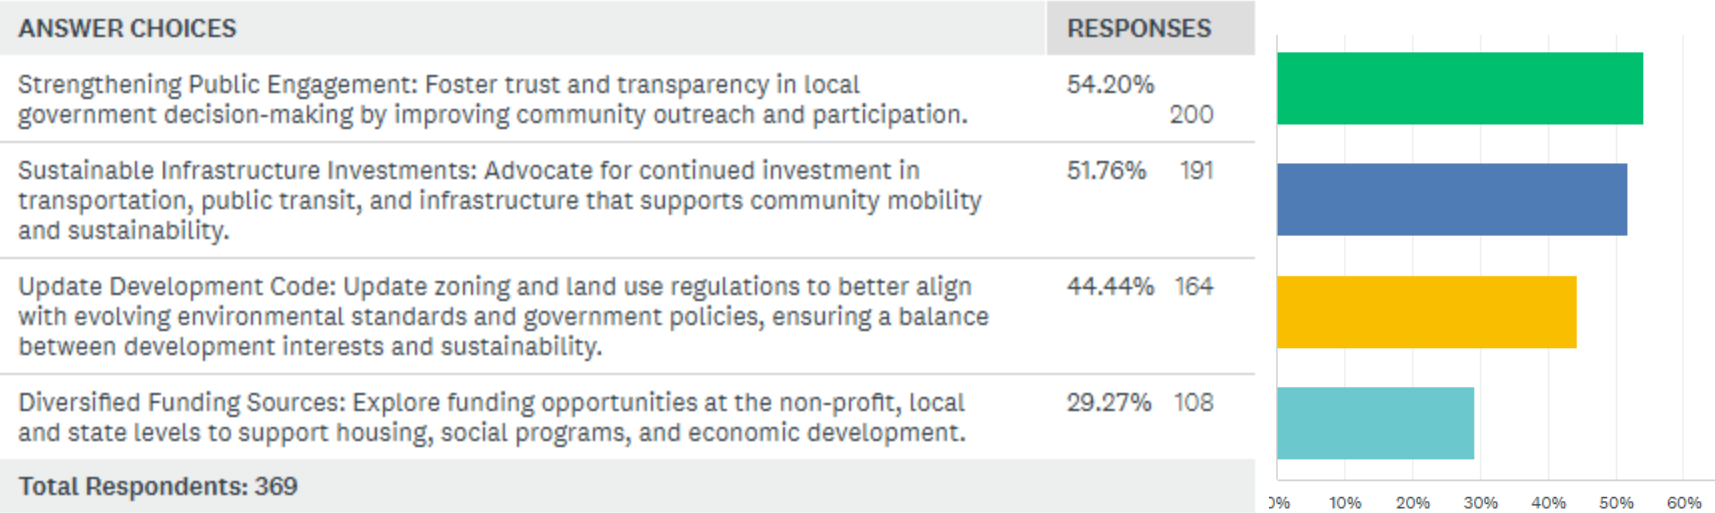 ANSWER CHOICES RESPONSES
Strengthening Public Engagement: Foster trust and transparency in local 54.20%
government decision-making by improving community outreach and participation. 200
Sustainable Infrastructure Investments: Advocate for continued investment in 51.76% 191
transportation, public transit, and infrastructure that supports community mobility
and sustainability.
Update Development Code: Update zoning and land use regulations to better align 44.44% 164
with evolving environmental standards and government policies, ensuring a balance
between development interests and sustainability.
Diversified Funding Sources: Explore funding opportunities at the non-profit, local 29.27% 108
and state levels to support housing, social programs, and economic development.
Total Respondents: 369
0% 10% 20% 30% 40% 50% 60%